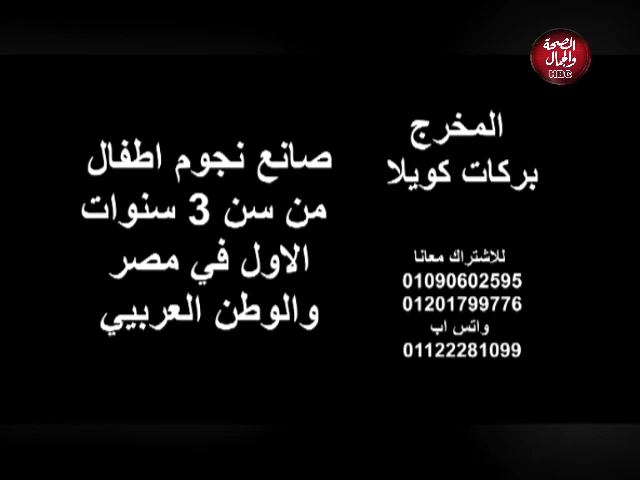 الصحة
والجمال
HBC
المخرج
بركات كويلا
للاشتراك معانا
01090602595
01201799776
واتس اب
01122281099
صانع نجوم اطفال
من سن 3 سنوات
الاول في مصر
والوطن العربيي